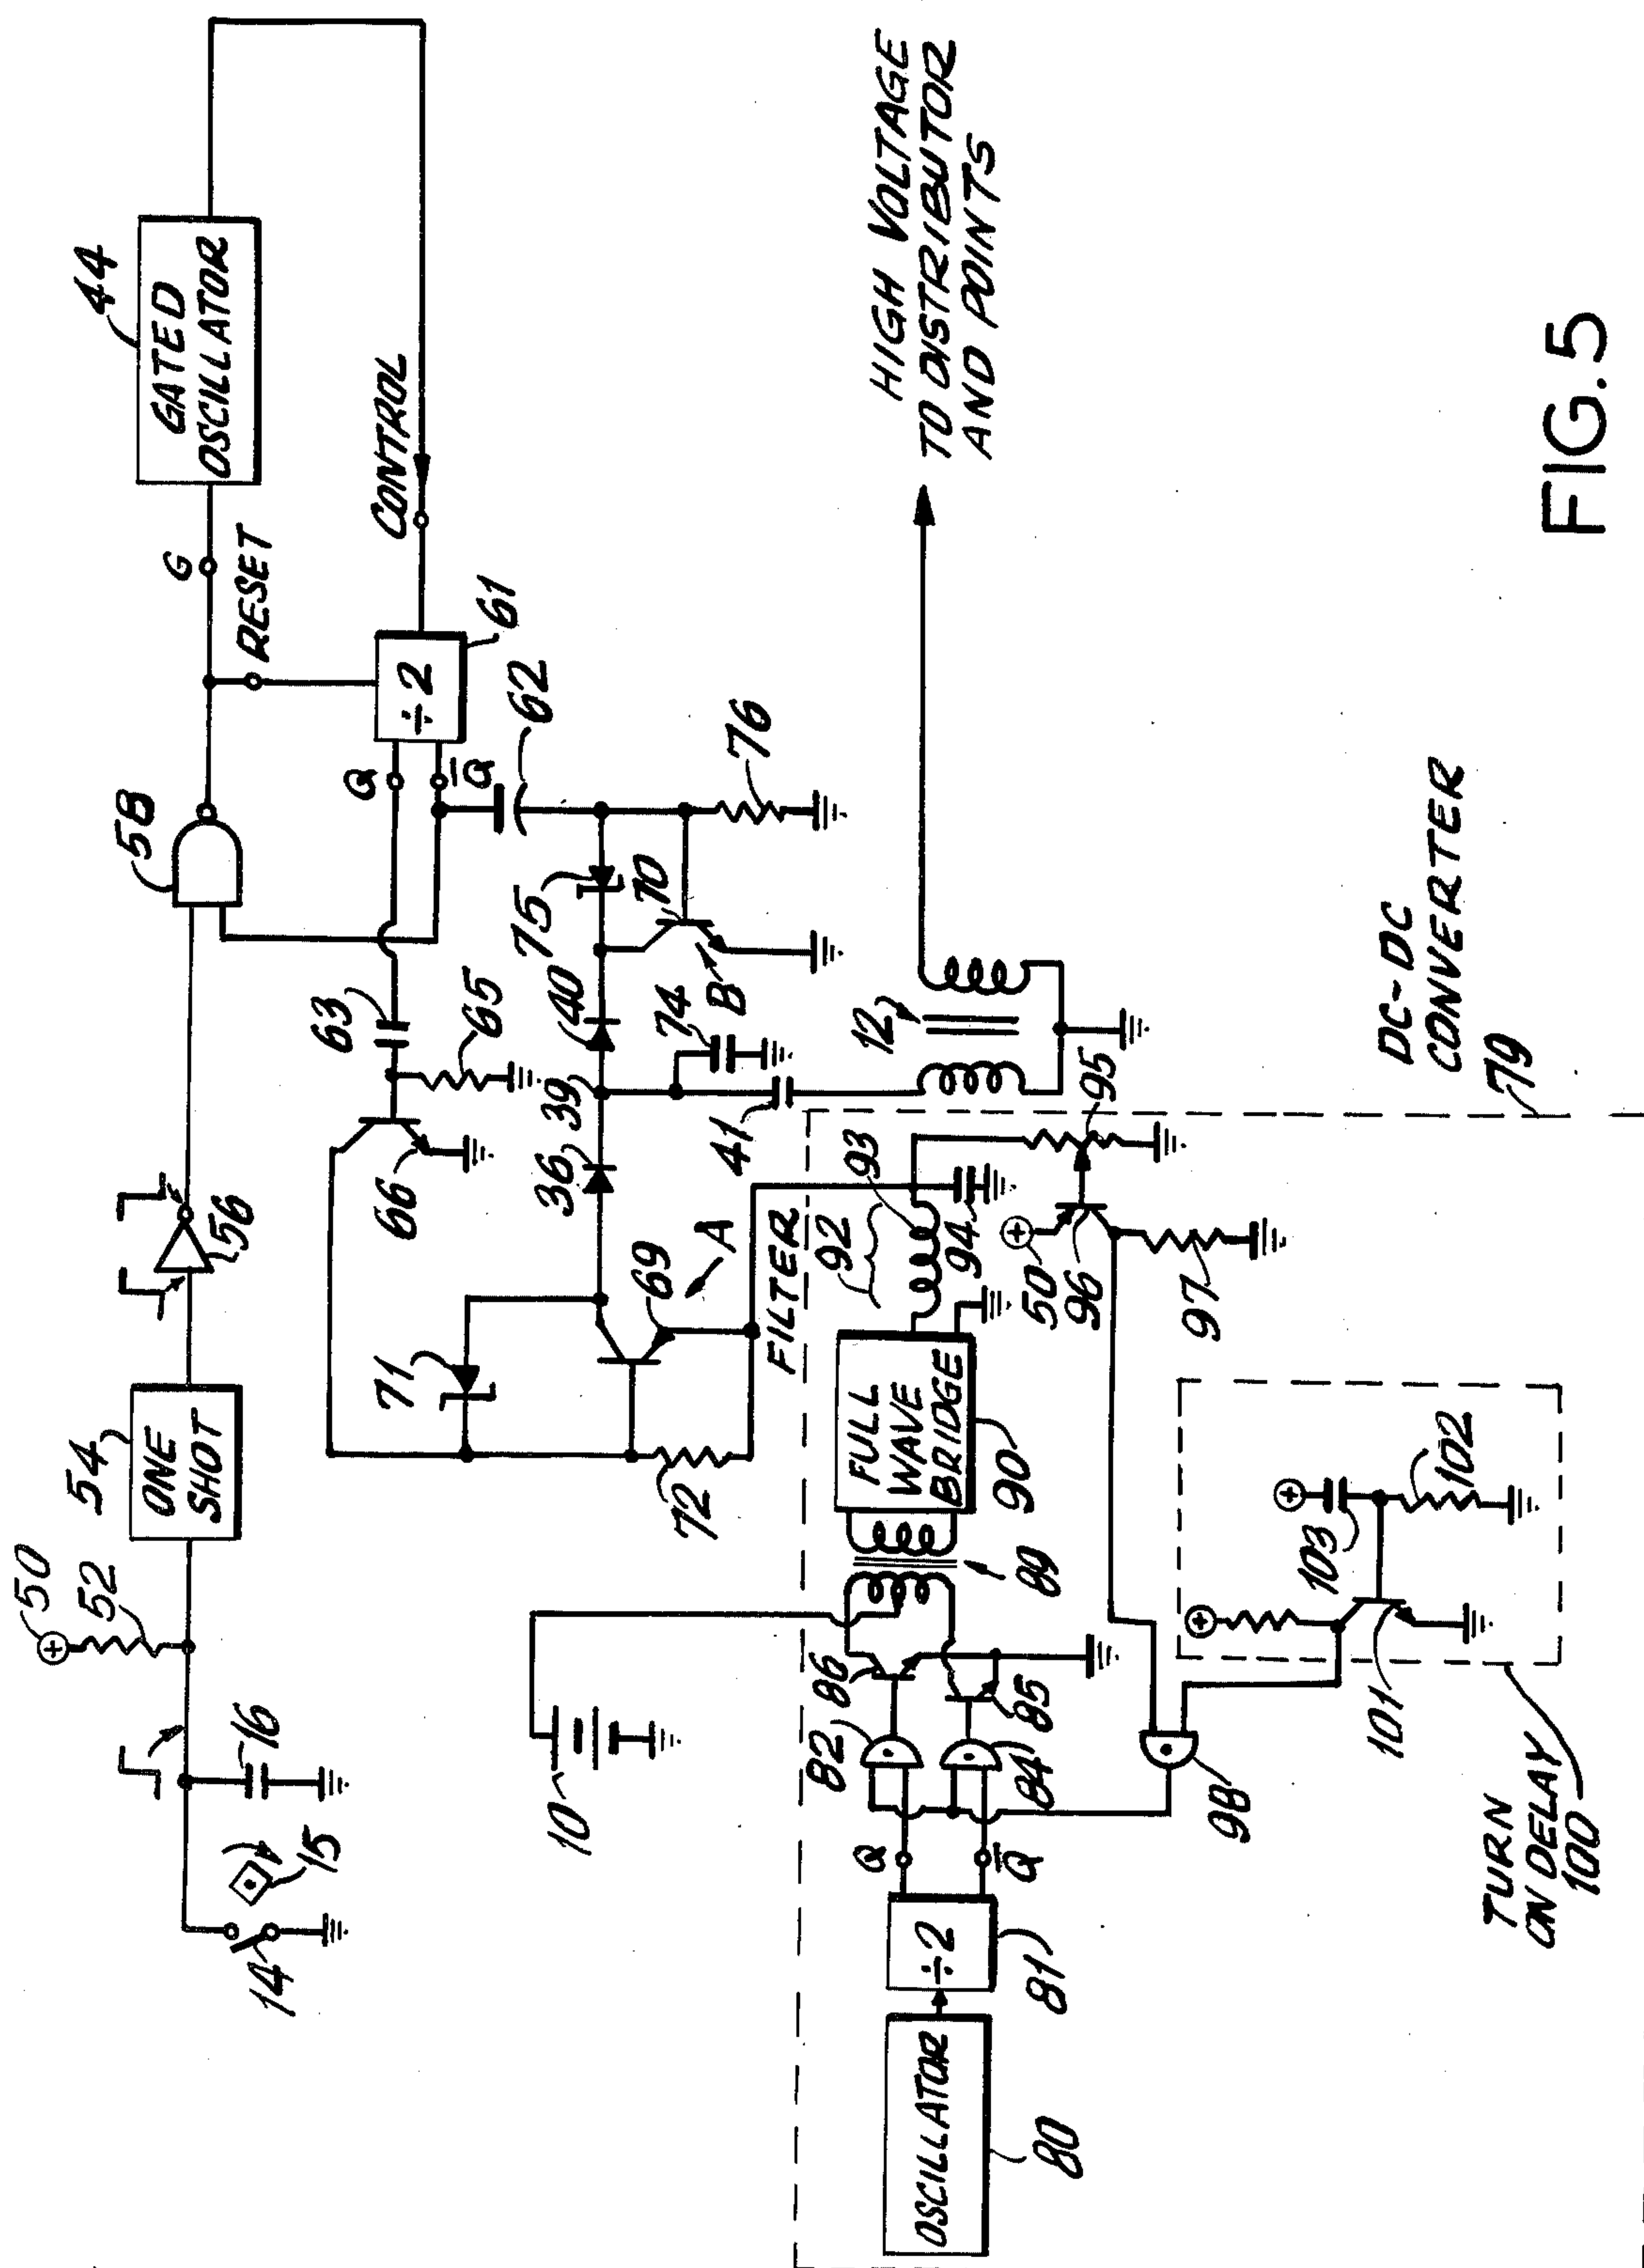 50
52
54
ONE
SHOT
56
58
G
RESET
44
GATED
OSCILLATOR
CONTROL
14
15
16
÷2
61
Q
Q̅
62
63
65
66
71
72
69
A
36
39
40
75
70
B
76
74
41
12
HIGH VOLTAGE
TO DISTRIBUTOR
AND POINTS
10
FILTER
92
93
94
95
50
96
97
FULL
WAVE
BRIDGE
90
89
86
85
82
84
Q
Q̅
÷2
81
OSCILLATOR
80
98
101
102
103
TURN
ON DELAY
100
DC-DC
CONVERTER
79
FIG.5